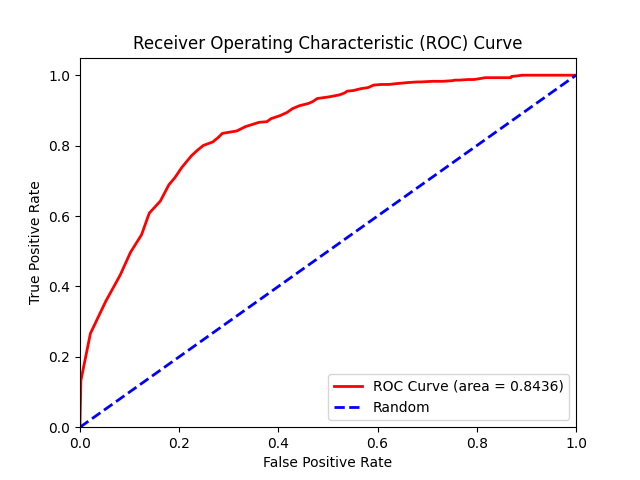 Receiver Operating Characteristic (ROC) Curve
1.0
0.8
0.6
0.4
0.2
0.0
True Positive Rate
ROC Curve (area = 0.8436)
Random
0.0 0.2 0.4 0.6 0.8 1.0
False Positive Rate